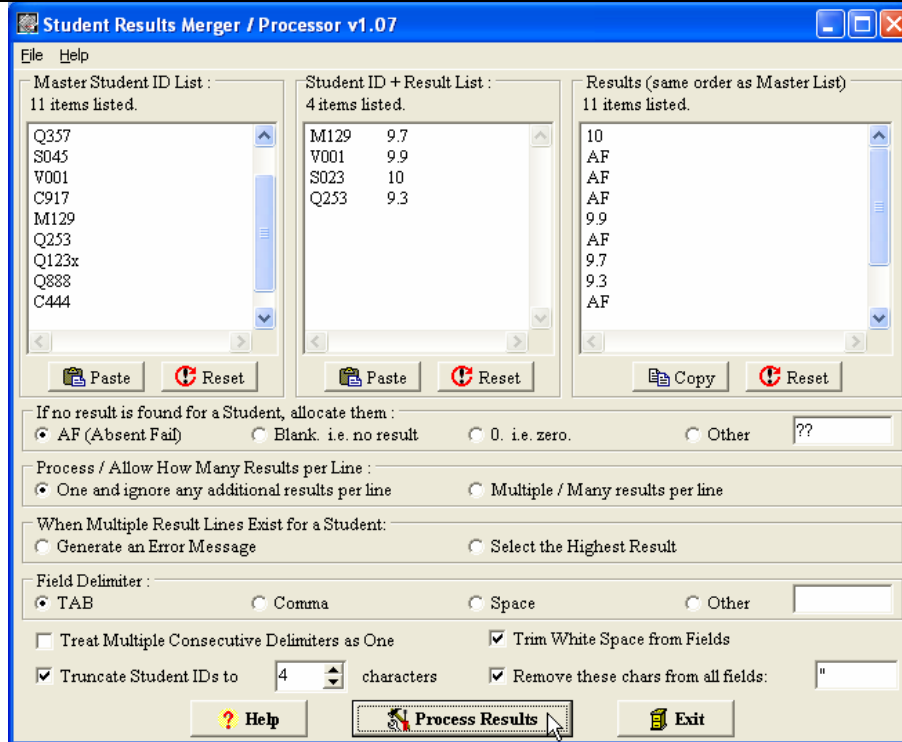 Student Results Merger / Processor v1.07
File Help
Master Student ID List :
11 items listed.
Q357
S045
V001
C917
M129
Q253
Q123x
Q888
C444
Paste Reset
Student ID + Result List :
4 items listed.
M129 9.7
V001 9.9
S023 10
Q253 9.3
Paste Reset
Results (same order as Master List)
11 items listed.
10
AF
AF
AF
9.9
AF
9.7
9.3
AF
Copy Reset
If no result is found for a Student, allocate them :
AF (Absent Fail) Blank. i.e. no result 0. i.e. zero. Other ??
Process / Allow How Many Results per Line :
One and ignore any additional results per line Multiple / Many results per line
When Multiple Result Lines Exist for a Student:
Generate an Error Message Select the Highest Result
Field Delimiter :
TAB Comma Space Other
Treat Multiple Consecutive Delimiters as One Trim White Space from Fields
Truncate Student IDs to 4 characters Remove these chars from all fields: "
? Help Process Results Exit